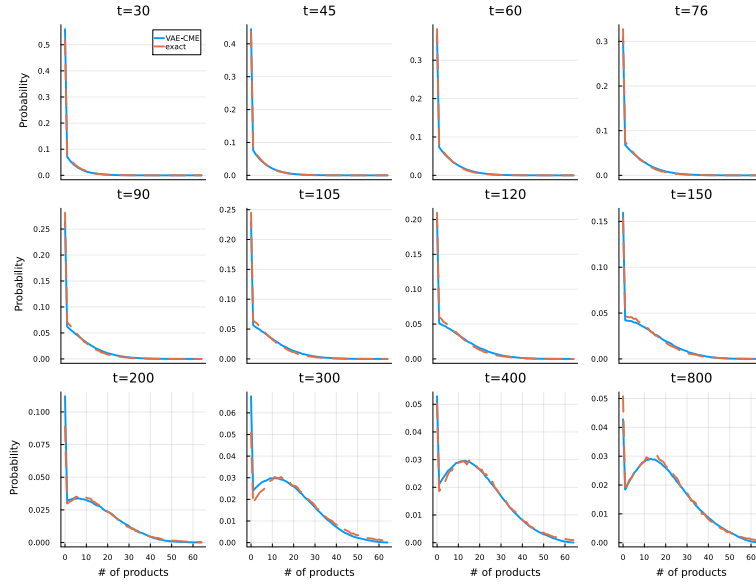 t=30
t=45
t=60
t=76
VAE-CME
exact
Probability
0.5
0.4
0.3
0.2
0.1
0.0
0.4
0.3
0.2
0.1
0.0
0.3
0.2
0.1
0.0
0.3
0.2
0.1
0.0
t=90
t=105
t=120
t=150
Probability
0.25
0.20
0.15
0.10
0.05
0.00
0.25
0.20
0.15
0.10
0.05
0.00
0.20
0.15
0.10
0.05
0.00
0.15
0.10
0.05
0.00
t=200
t=300
t=400
t=800
Probability
0.100
0.075
0.050
0.025
0.000
0.06
0.05
0.04
0.03
0.02
0.01
0.00
0.05
0.04
0.03
0.02
0.01
0.00
0.05
0.04
0.03
0.02
0.01
0.00
0 10 20 30 40 50 60
0 10 20 30 40 50 60
0 10 20 30 40 50 60
0 10 20 30 40 50 60
# of products
# of products
# of products
# of products